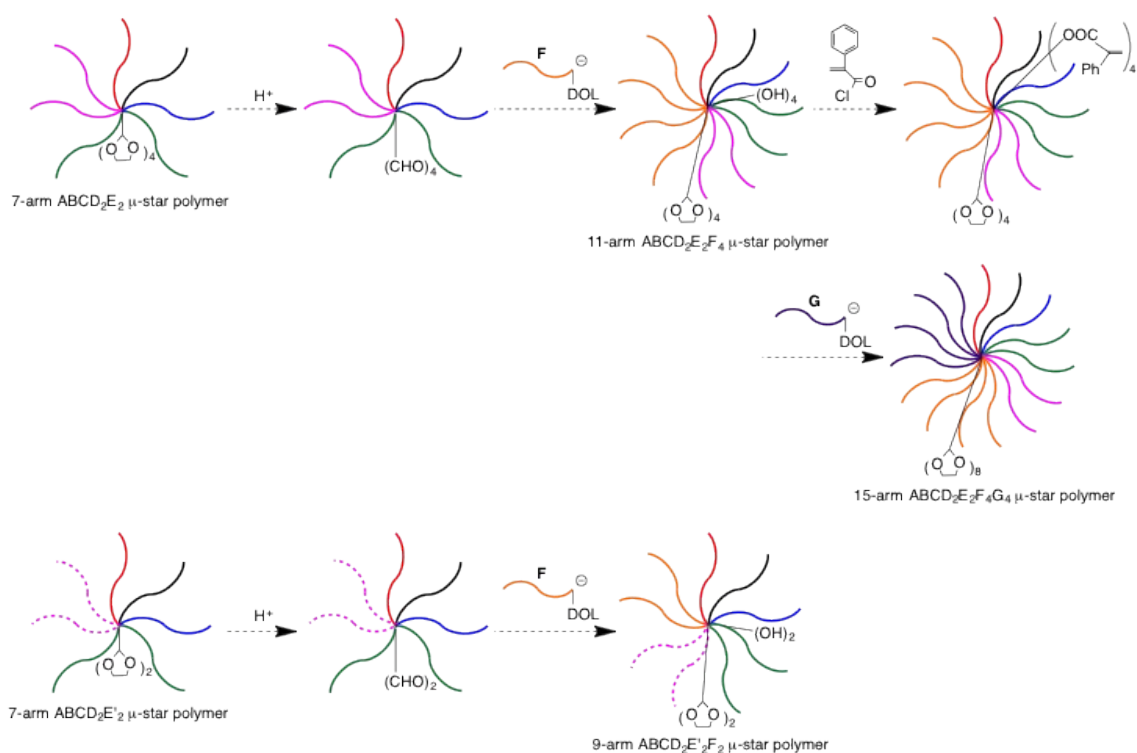 H⁺
(CHO)₄
F
⊖
DOL
(OH)₄
O
Cl
OOC
Ph
( )₄
(O O)₄
7-arm ABCD₂E₂ μ-star polymer
( O O )₄
11-arm ABCD₂E₂F₄ μ-star polymer
( O O )₄
G
⊖
DOL
( O O )₈
15-arm ABCD₂E₂F₄G₄ μ-star polymer
H⁺
F
⊖
DOL
(OH)₂
( O O )₂
(CHO)₂
7-arm ABCD₂E'₂ μ-star polymer
( O O )₂
9-arm ABCD₂E'₂F₂ μ-star polymer